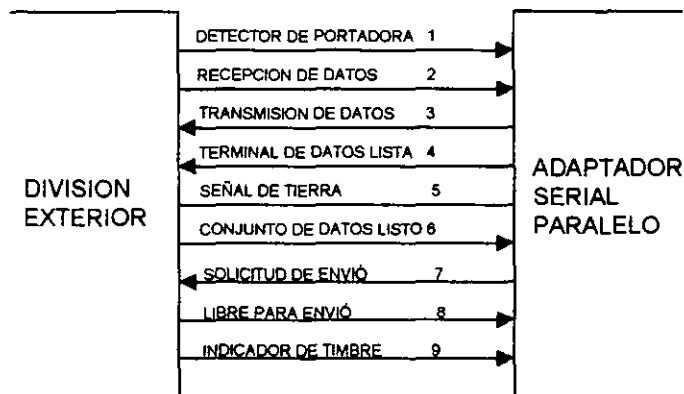 DETECTOR DE PORTADORA 1
RECEPCION DE DATOS 2
TRANSMISION DE DATOS 3
TERMINAL DE DATOS LISTA 4
SEÑAL DE TIERRA 5
CONJUNTO DE DATOS LISTO 6
SOLICITUD DE ENVIÓ 7
LIBRE PARA ENVIÓ 8
INDICADOR DE TIMBRE 9
DIVISION
EXTERIOR
ADAPTADOR
SERIAL
PARALELO